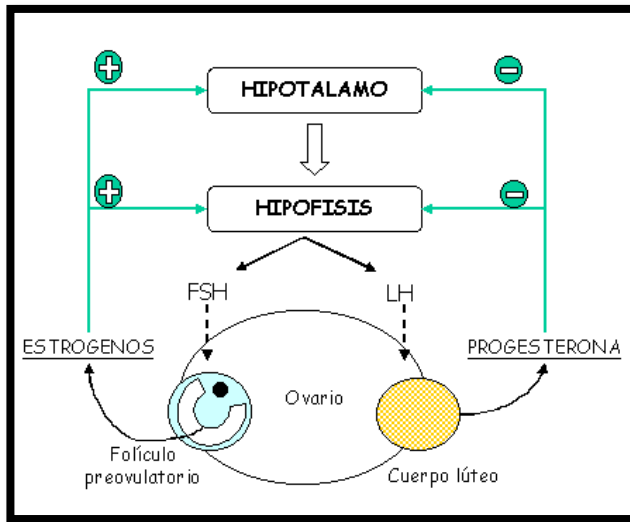 HIPOTALAMO
HIPOFISIS
FSH
LH
ESTROGENOS
PROGESTERONA
Ovario
Folículo
preovulatorio
Cuerpo lúteo